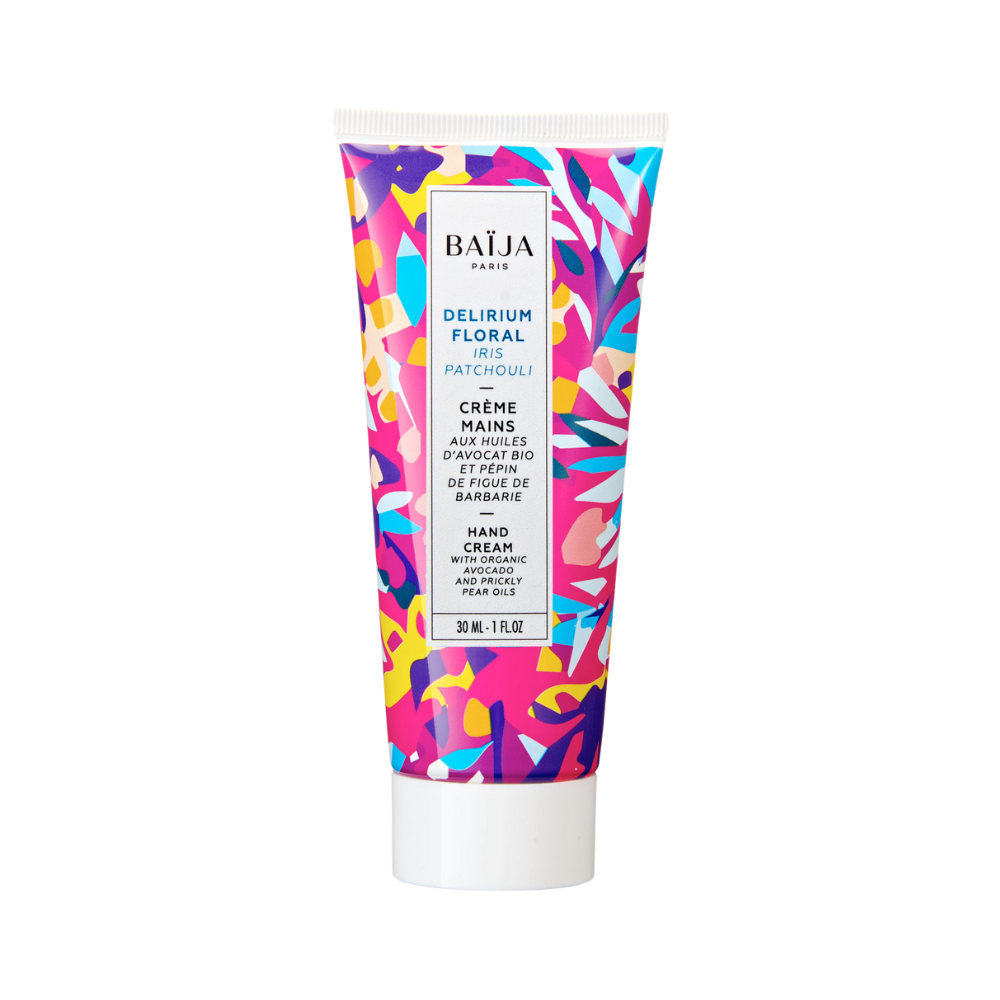 BAÏJA
PARIS
DELIRIUM
FLORAL
IRIS
PATCHOULI
—
CRÈME
MAINS
AUX HUILES
D'AVOCAT BIO
ET PÉPIN
DE FIGUE DE
BARBARIE
—
HAND
CREAM
WITH ORGANIC
AVOCADO
AND PRICKLY
PEAR OILS
30 ML - 1 FL.OZ